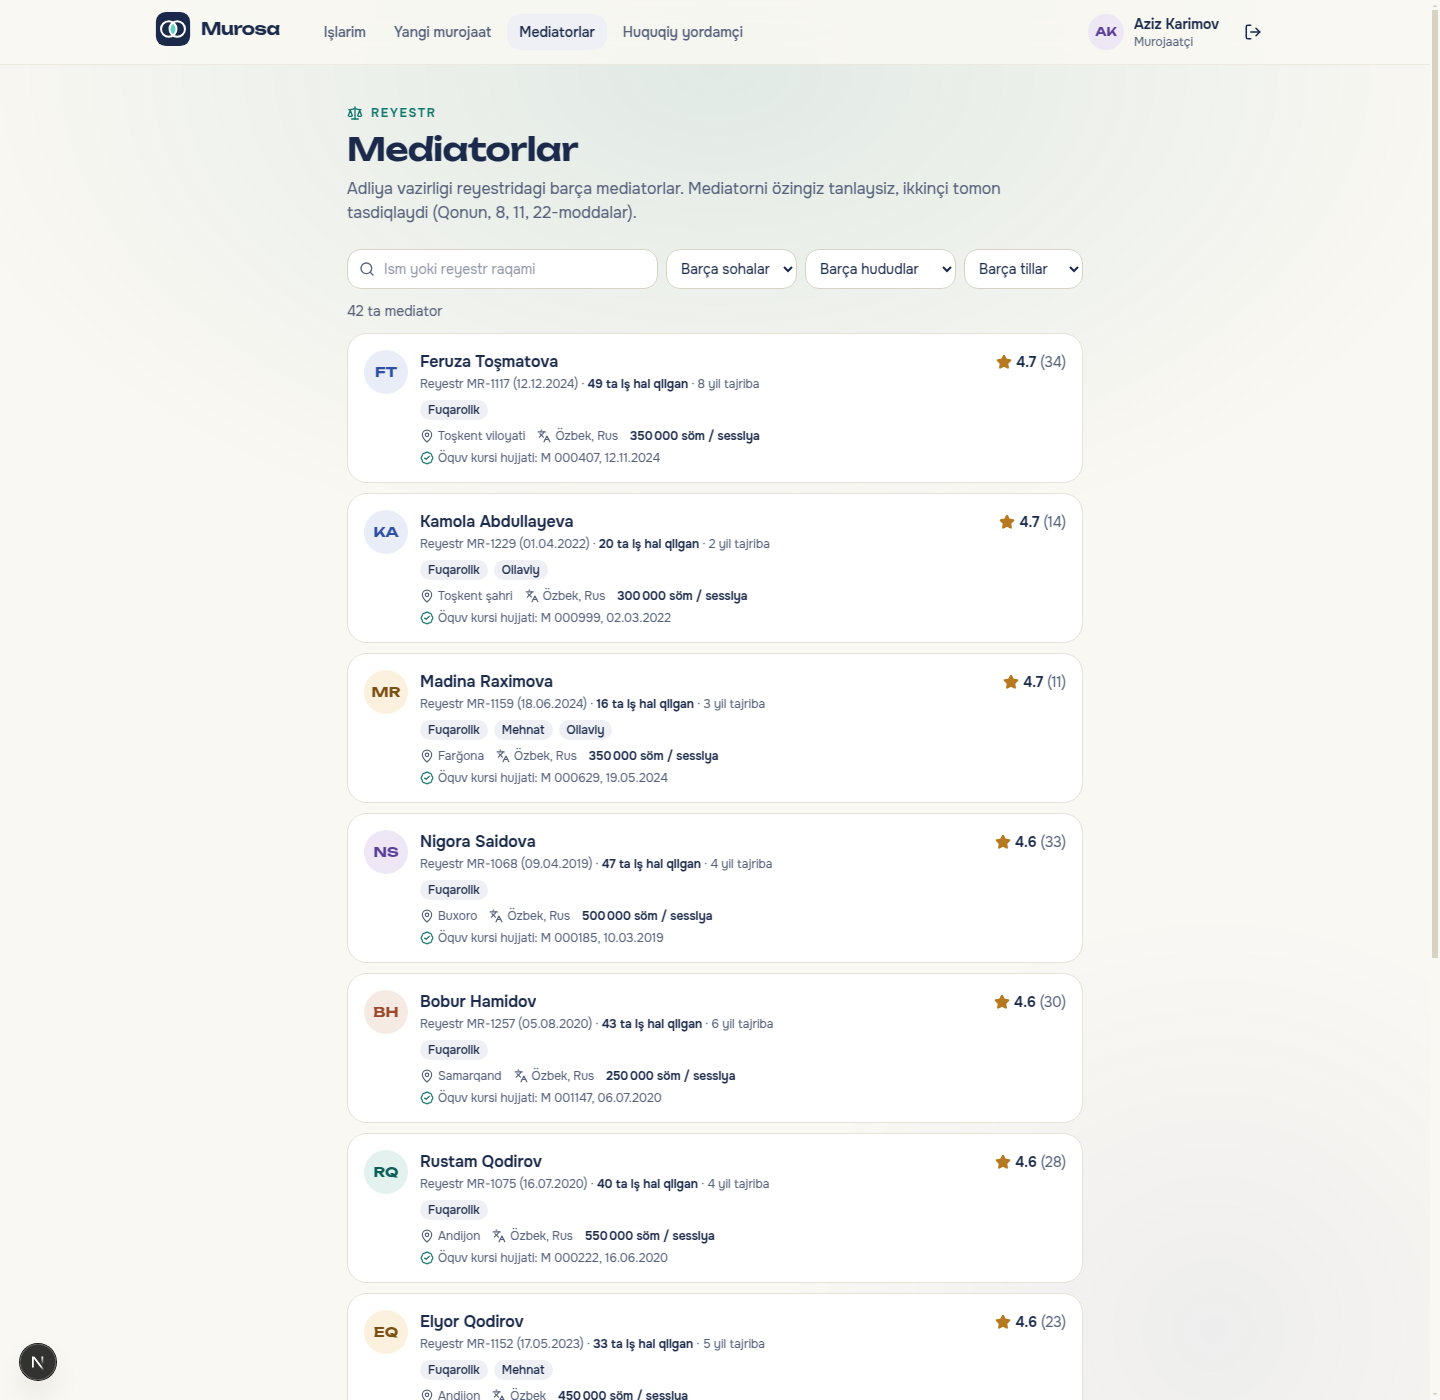 Murosa
Işlarim
Yangi murojaat
Mediatorlar
Huquqiy yordamçi
AK
Aziz Karimov
Murojaatçi
REYESTR
Mediatorlar
Adliya vazirligi reyestridagi barça mediatorlar. Mediatorni özingiz tanlaysiz, ikkinçi tomon
tasdiqlaydi (Qonun, 8, 11, 22-moddalar).
Ism yoki reyestr raqami
Barça sohalar
Barça hududlar
Barça tillar
42 ta mediator
FT
Feruza Toşmatova
4.7 (34)
Reyestr MR-1117 (12.12.2024) · 49 ta iş hal qilgan · 8 yil tajriba
Fuqarolik
Toşkent viloyati Özbek, Rus 350 000 söm / sessiya
Öquv kursi hujjati: M 000407, 12.11.2024
KA
Kamola Abdullayeva
4.7 (14)
Reyestr MR-1229 (01.04.2022) · 20 ta iş hal qilgan · 2 yil tajriba
Fuqarolik Oilaviy
Toşkent şahri Özbek, Rus 300 000 söm / sessiya
Öquv kursi hujjati: M 000999, 02.03.2022
MR
Madina Raximova
4.7 (11)
Reyestr MR-1159 (18.06.2024) · 16 ta iş hal qilgan · 3 yil tajriba
Fuqarolik Mehnat Oilaviy
Farğona Özbek, Rus 350 000 söm / sessiya
Öquv kursi hujjati: M 000629, 19.05.2024
NS
Nigora Saidova
4.6 (33)
Reyestr MR-1068 (09.04.2019) · 47 ta iş hal qilgan · 4 yil tajriba
Fuqarolik
Buxoro Özbek, Rus 500 000 söm / sessiya
Öquv kursi hujjati: M 000185, 10.03.2019
BH
Bobur Hamidov
4.6 (30)
Reyestr MR-1257 (05.08.2020) · 43 ta iş hal qilgan · 6 yil tajriba
Fuqarolik
Samarqand Özbek, Rus 250 000 söm / sessiya
Öquv kursi hujjati: M 001147, 06.07.2020
RQ
Rustam Qodirov
4.6 (28)
Reyestr MR-1075 (16.07.2020) · 40 ta iş hal qilgan · 4 yil tajriba
Fuqarolik
Andijon Özbek, Rus 550 000 söm / sessiya
Öquv kursi hujjati: M 000222, 16.06.2020
EQ
Elyor Qodirov
4.6 (23)
Reyestr MR-1152 (17.05.2023) · 33 ta iş hal qilgan · 5 yil tajriba
Fuqarolik Mehnat
Andijon Özbek 450 000 söm / sessiya
N